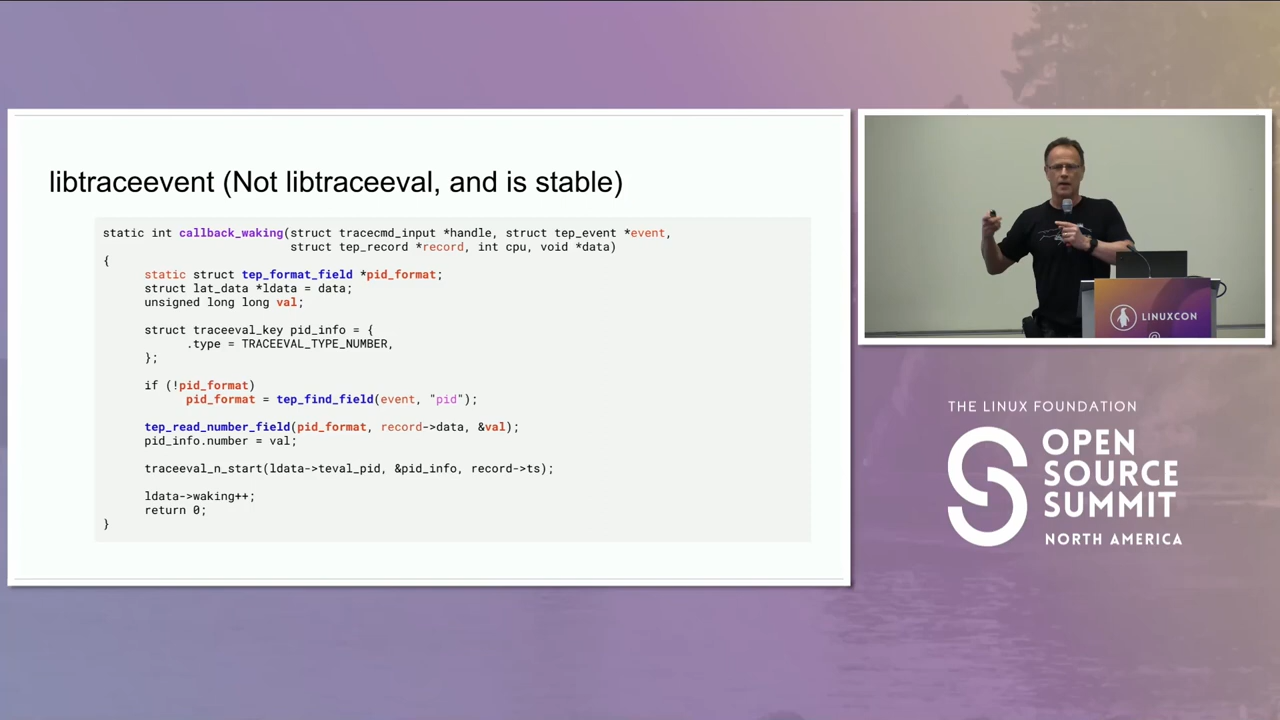 libtraceevent (Not libtraceeval, and is stable)
static int callback_waking(struct tracecmd_input *handle, struct tep_event *event,
struct tep_record *record, int cpu, void *data)
{
static struct tep_format_field *pid_format;
struct lat_data *ldata = data;
unsigned long long val;
struct traceeval_key pid_info = {
.type = TRACEEVAL_TYPE_NUMBER,
};
if (!pid_format)
pid_format = tep_find_field(event, "pid");
tep_read_number_field(pid_format, record->data, &val);
pid_info.number = val;
traceeval_n_start(ldata->teval_pid, &pid_info, record->ts);
ldata->waking++;
return 0;
}
LINUXCON
THE LINUX FOUNDATION
OPEN
SOURCE
SUMMIT
NORTH AMERICA